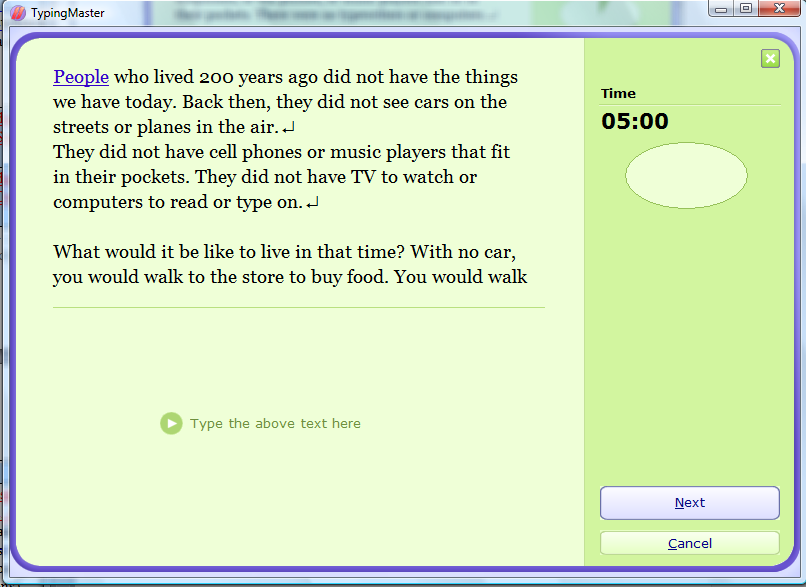 TypingMaster
People who lived 200 years ago did not have the things
we have today. Back then, they did not see cars on the
streets or planes in the air.↵
They did not have cell phones or music players that fit
in their pockets. They did not have TV to watch or
computers to read or type on.↵
What would it be like to live in that time? With no car,
you would walk to the store to buy food. You would walk
Type the above text here
Time
05:00
Next
Cancel